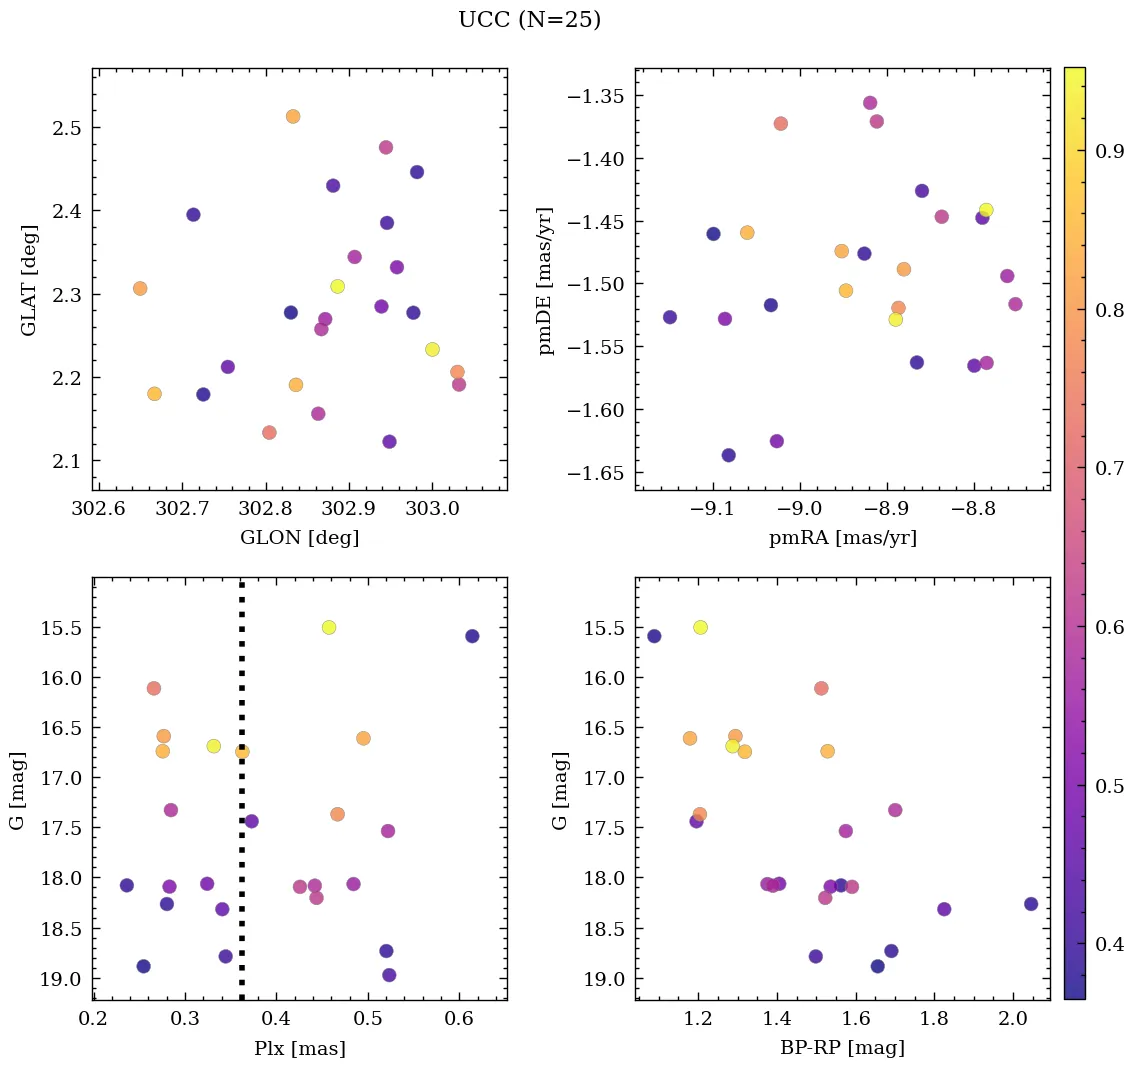 UCC (N=25)
2.5
2.4
2.3
2.2
2.1
GLAT [deg]
302.6 302.7 302.8 302.9 303.0
GLON [deg]
−1.35
−1.40
−1.45
−1.50
−1.55
−1.60
−1.65
pmDE [mas/yr]
−9.1 −9.0 −8.9 −8.8
pmRA [mas/yr]
15.5
16.0
16.5
17.0
17.5
18.0
18.5
19.0
G [mag]
0.2 0.3 0.4 0.5 0.6
Plx [mas]
15.5
16.0
16.5
17.0
17.5
18.0
18.5
19.0
G [mag]
1.2 1.4 1.6 1.8 2.0
BP-RP [mag]
0.9
0.8
0.7
0.6
0.5
0.4